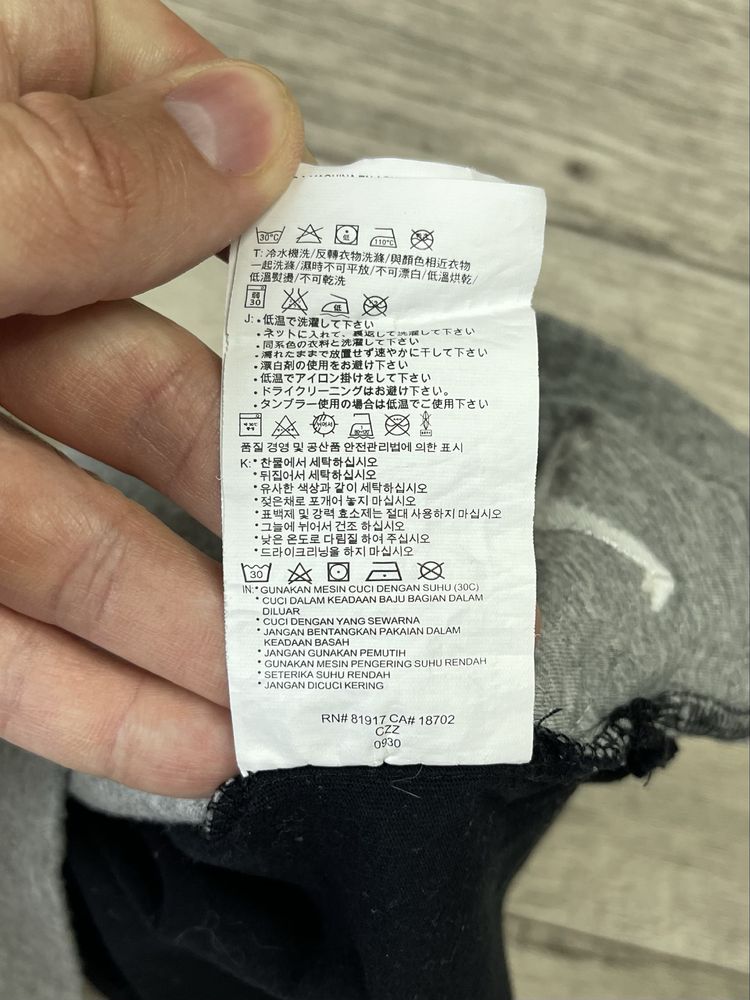 30°C 低 110°C
T: 冷水機洗/反轉衣物洗滌/與顏色相近衣物
一起洗滌/濕時不可平放/不可漂白/低溫烘乾/
低溫熨燙/不可乾洗
弱 30 低
J: •低温で洗濯して下さい
•ネットに入れて、裏返して洗濯して下さい
•同系色の衣料と洗濯して下さい
•濡れたままで放置せず速やかに干して下さい
•漂白剤の使用をお避け下さい
•低温でアイロン掛けをして下さい
•ドライクリーニングはお避け下さい。
•タンブラー使用の場合は低温でご使用下さい
품질 경영 및 공산품 안전관리법에 의한 표시
K: •찬물에서 세탁하십시오
•뒤집어서 세탁하십시오
•유사한 색상과 같이 세탁하십시오
•젖은채로 포개어 놓지 마십시오
•표백제 및 강력 효소제는 절대 사용하지 마십시오
•그늘에 뉘어서 건조 하십시오
•낮은 온도로 다림질 하여 주십시오
•드라이크리닝을 하지 마십시오
30
IN: •GUNAKAN MESIN CUCI DENGAN SUHU (30C)
•CUCI DALAM KEADAAN BAJU BAGIAN DALAM
DILUAR
•CUCI DENGAN YANG SEWARNA
•JANGAN BENTANGKAN PAKAIAN DALAM
KEADAAN BASAH
•JANGAN GUNAKAN PEMUTIH
•GUNAKAN MESIN PENGERING SUHU RENDAH
•SETERIKA SUHU RENDAH
•JANGAN DICUCI KERING
RN# 81917 CA# 18702
CZZ
0930